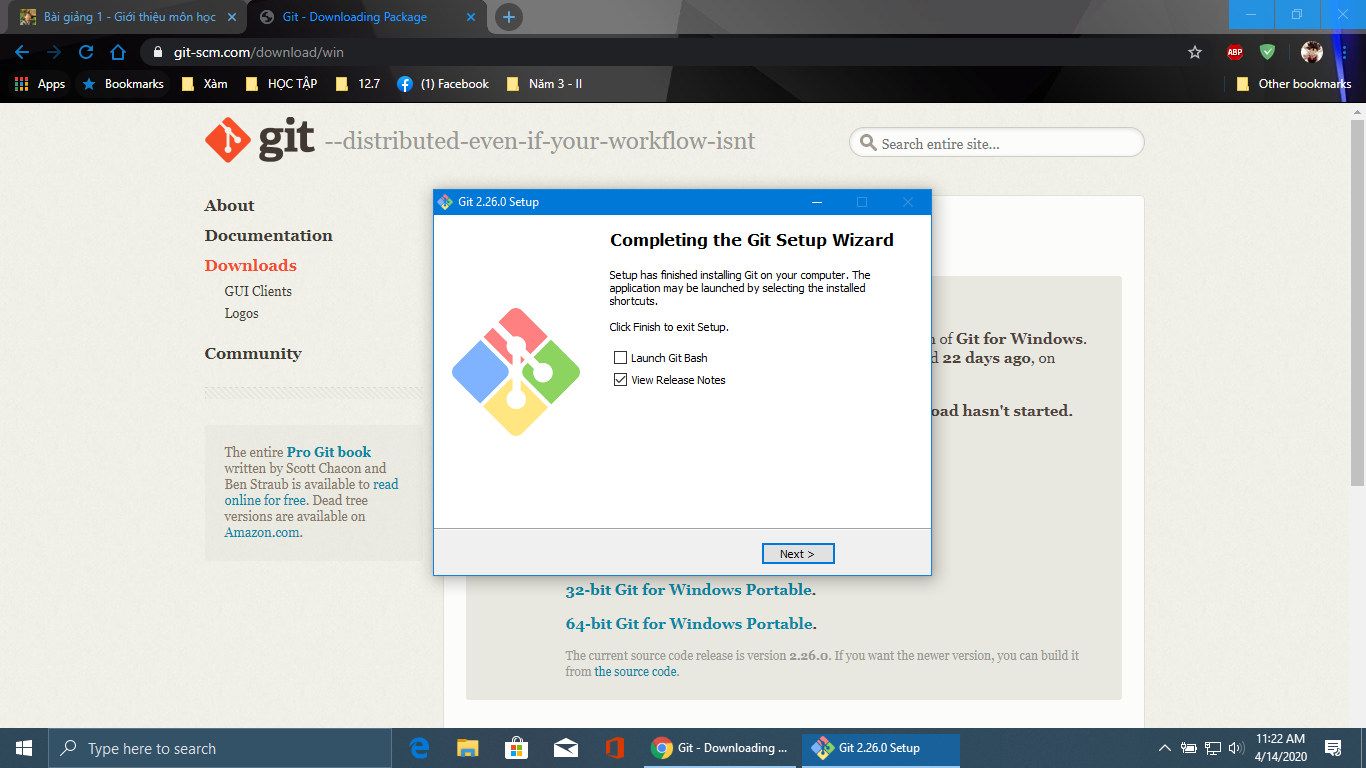 Bài giảng 1 - Giới thiệu môn học
Git - Downloading Package
git-scm.com/download/win
ABP
Apps
Bookmarks
Xàm
HỌC TẬP
12.7
(1) Facebook
Năm 3 - II
Other bookmarks
git --distributed-even-if-your-workflow-isnt
Search entire site...
About
Documentation
Downloads
GUI Clients
Logos
Community
The entire Pro Git book
written by Scott Chacon and
Ben Straub is available to read
online for free. Dead tree
versions are available on
Amazon.com.
Git 2.26.0 Setup
Completing the Git Setup Wizard
Setup has finished installing Git on your computer. The
application may be launched by selecting the installed
shortcuts.
Click Finish to exit Setup.
Launch Git Bash
View Release Notes
Next >
of Git for Windows.
22 days ago, on
hasn't started.
32-bit Git for Windows Portable.
64-bit Git for Windows Portable.
The current source code release is version 2.26.0. If you want the newer version, you can build it
from the source code.
Type here to search
Git - Downloading ...
Git 2.26.0 Setup
11:22 AM
4/14/2020